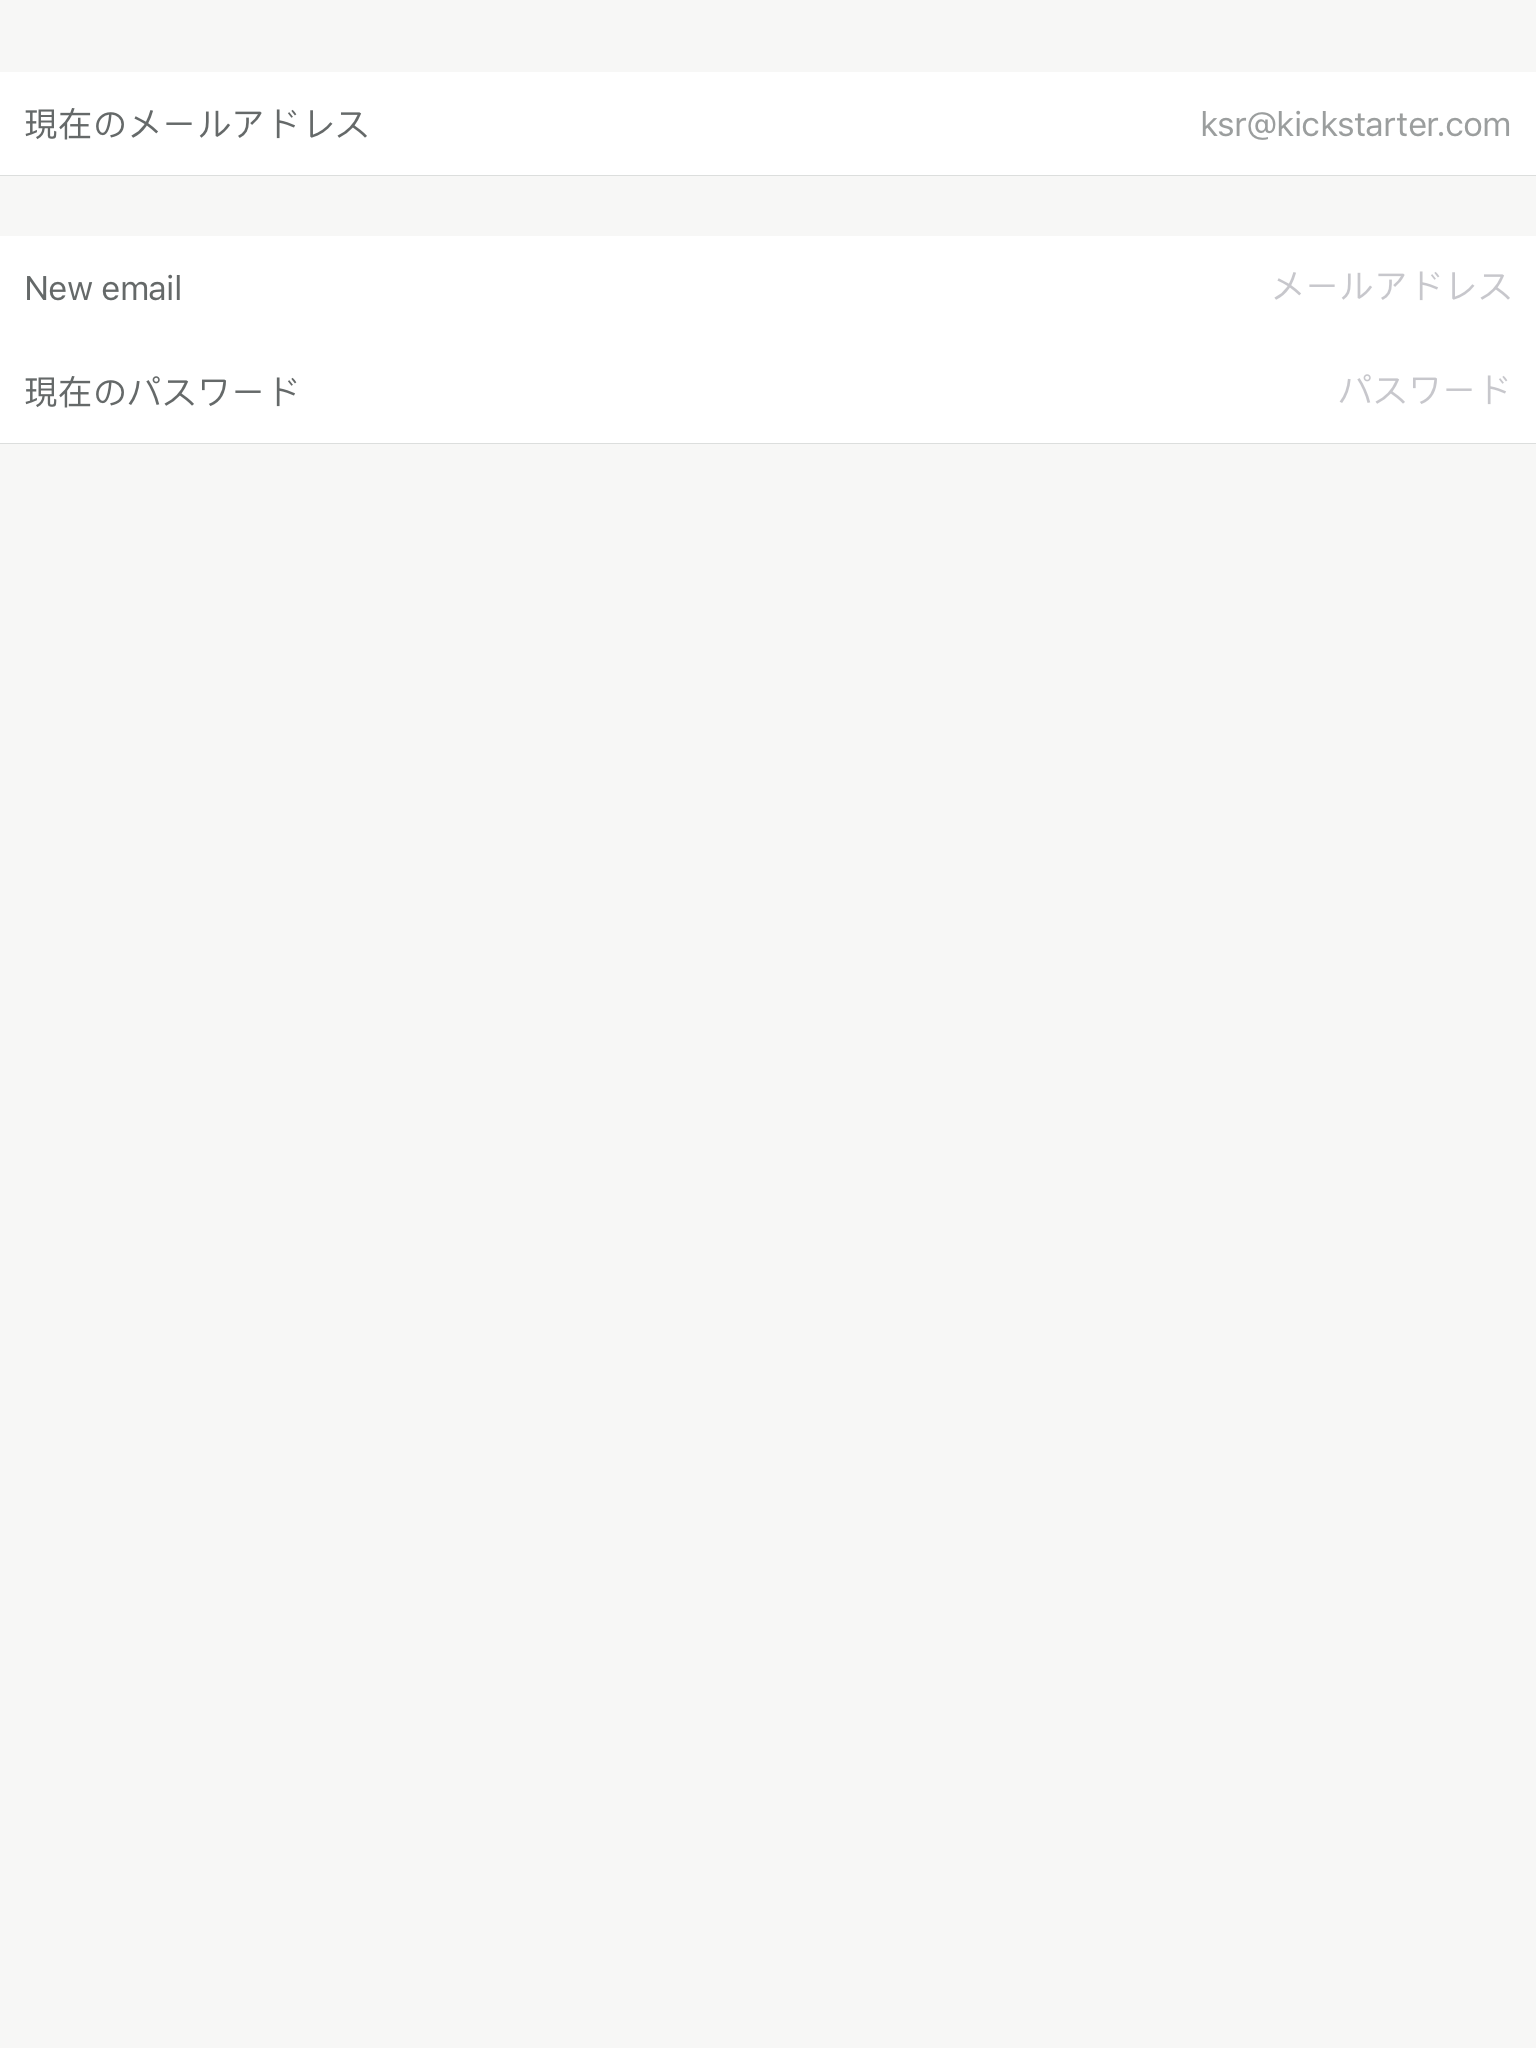 現在のメールアドレス ksr@kickstarter.com
New email メールアドレス
現在のパスワード パスワード